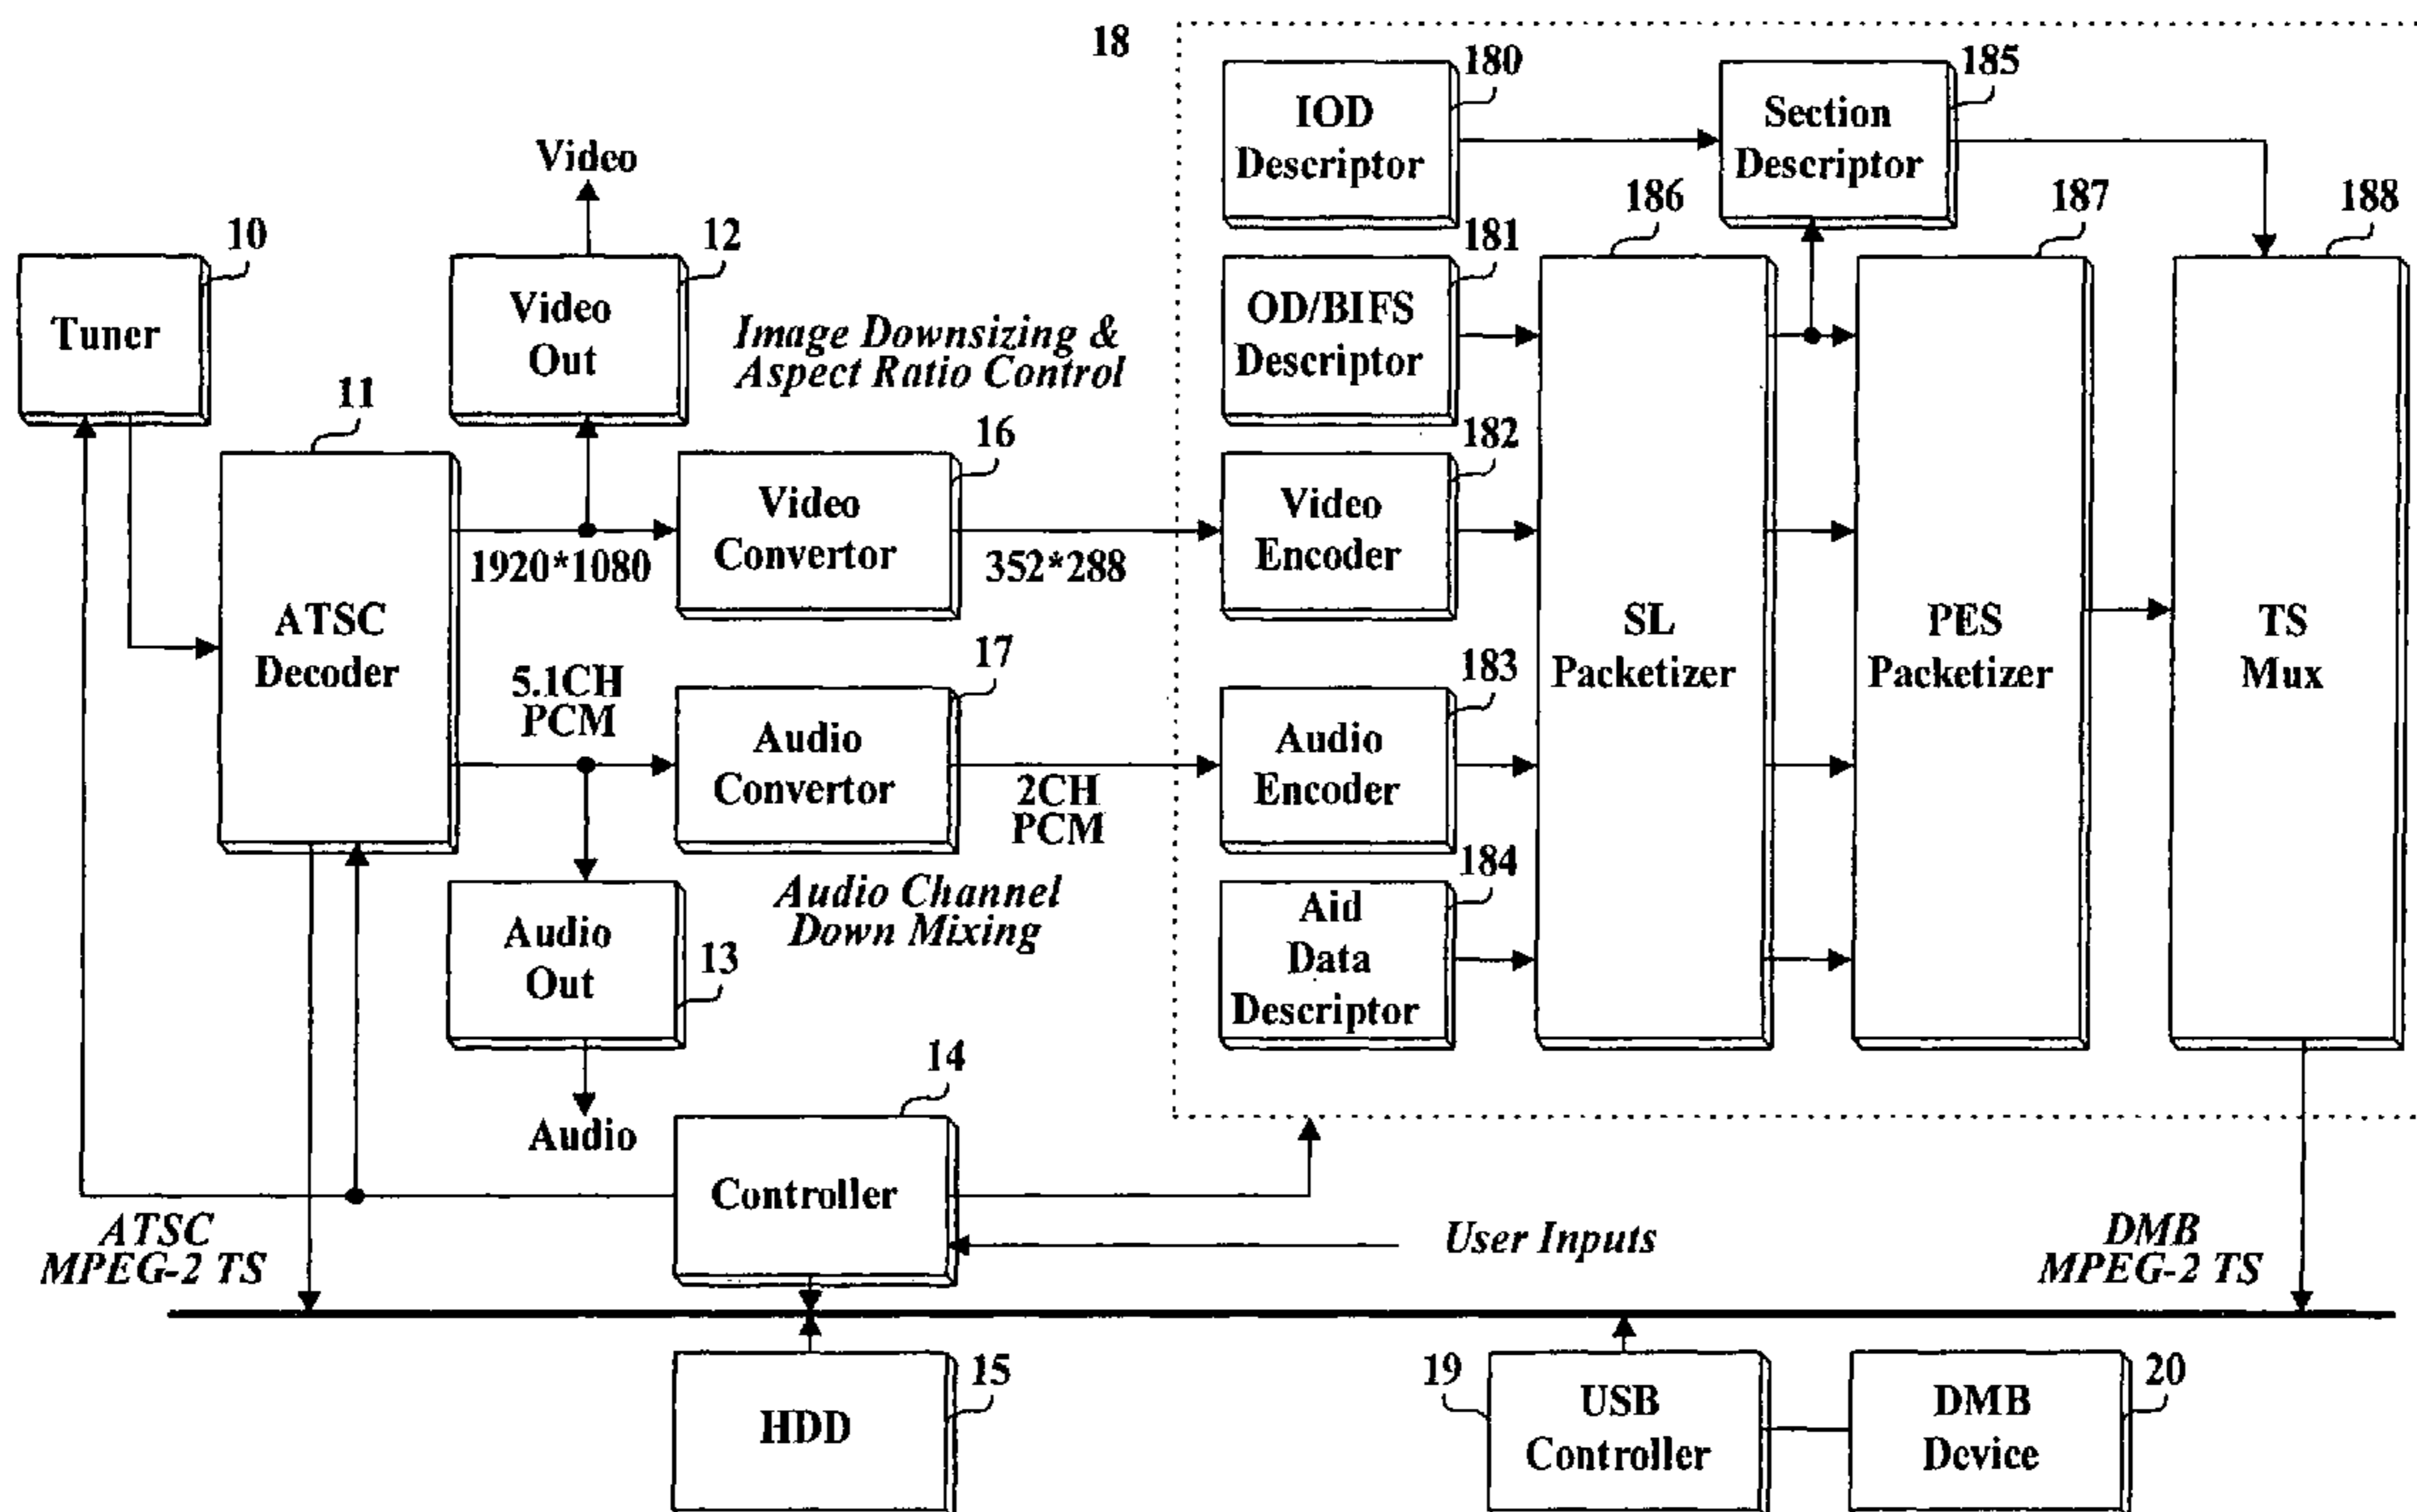 18
IOD
Descriptor
180
Section
Descriptor
185
Video
10
Tuner
Video
Out
12
Image Downsizing &
Aspect Ratio Control
OD/BIFS
Descriptor
181
186
187
188
11
ATSC
Decoder
1920*1080
Video
Convertor
16
352*288
Video
Encoder
182
SL
Packetizer
PES
Packetizer
TS
Mux
5.1CH
PCM
Audio
Convertor
17
2CH
PCM
Audio
Encoder
183
Audio Channel
Down Mixing
Audio
Out
13
Audio
Aid
Data
Descriptor
184
14
Controller
User Inputs
ATSC
MPEG-2 TS
DMB
MPEG-2 TS
HDD
15
19
USB
Controller
DMB
Device
20